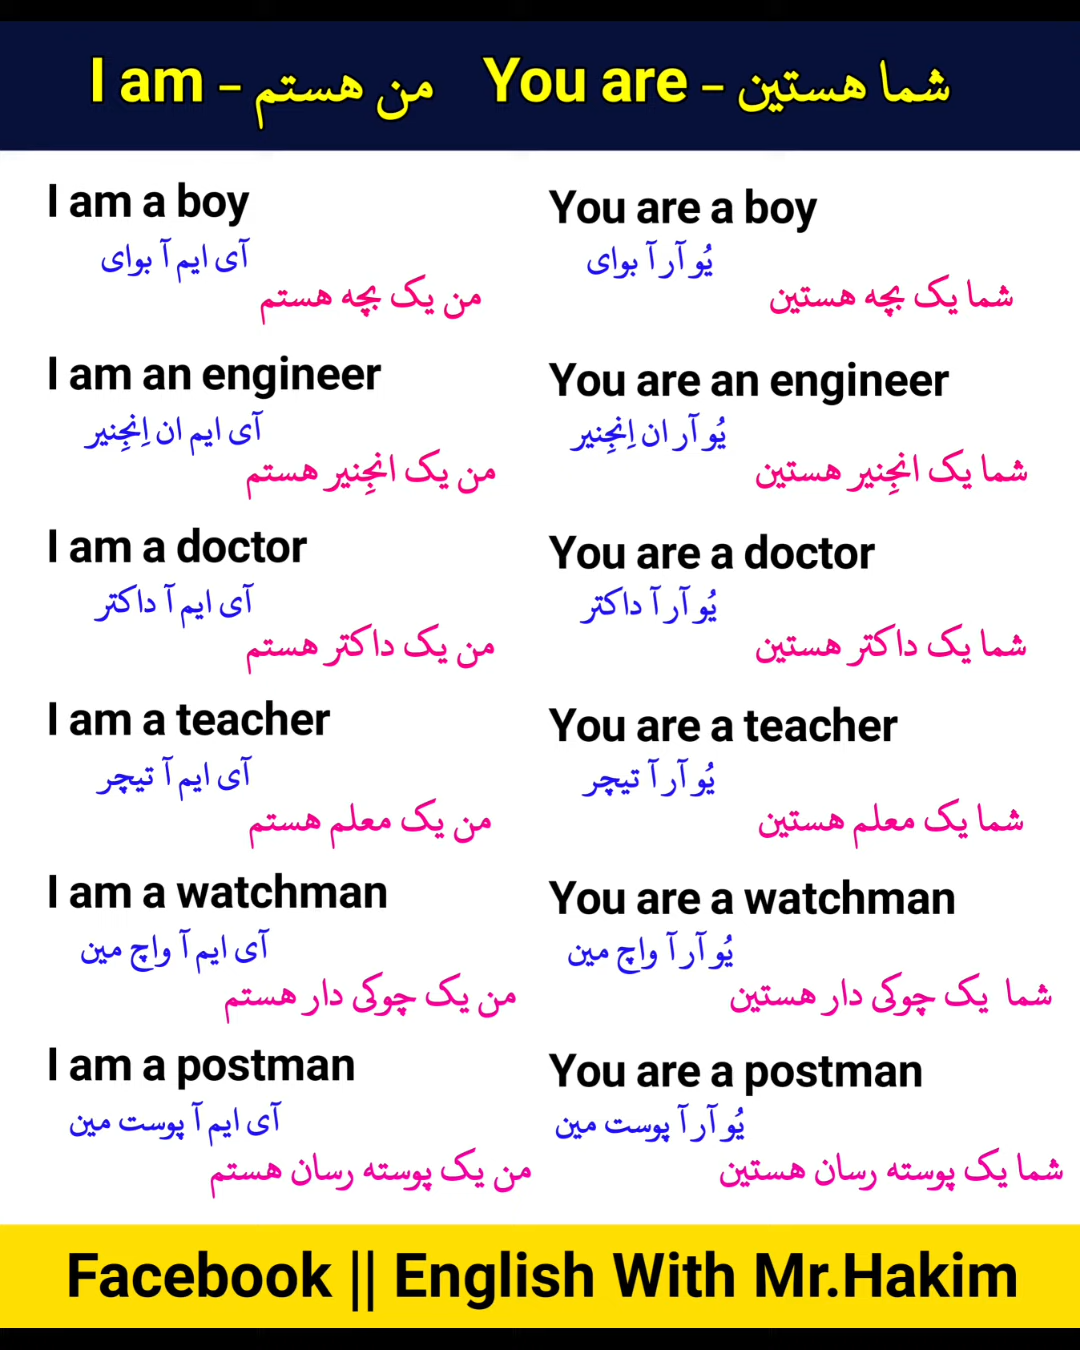 I am – من هستم You are – شما هستین
I am a boy
آی ایم آ بوای
من یک بچه هستم
You are a boy
یُو آر آ بوای
شما یک بچه هستین
I am an engineer
آی ایم ان اِنجِنیر
من یک انجِنیر هستم
You are an engineer
یُو آر ان اِنجِنیر
شما یک انجِنیر هستین
I am a doctor
آی ایم آ داکتر
من یک داکتر هستم
You are a doctor
یُو آر آ داکتر
شما یک داکتر هستین
I am a teacher
آی ایم آ تیچر
من یک معلم هستم
You are a teacher
یُو آر آ تیچر
شما یک معلم هستین
I am a watchman
آی ایم آ واچ مین
من یک چوکی دار هستم
You are a watchman
یُو آر آ واچ مین
شما یک چوکی دار هستین
I am a postman
آی ایم آ پوست مین
من یک پوسته رسان هستم
You are a postman
یُو آر آ پوست مین
شما یک پوسته رسان هستین
Facebook || English With Mr.Hakim